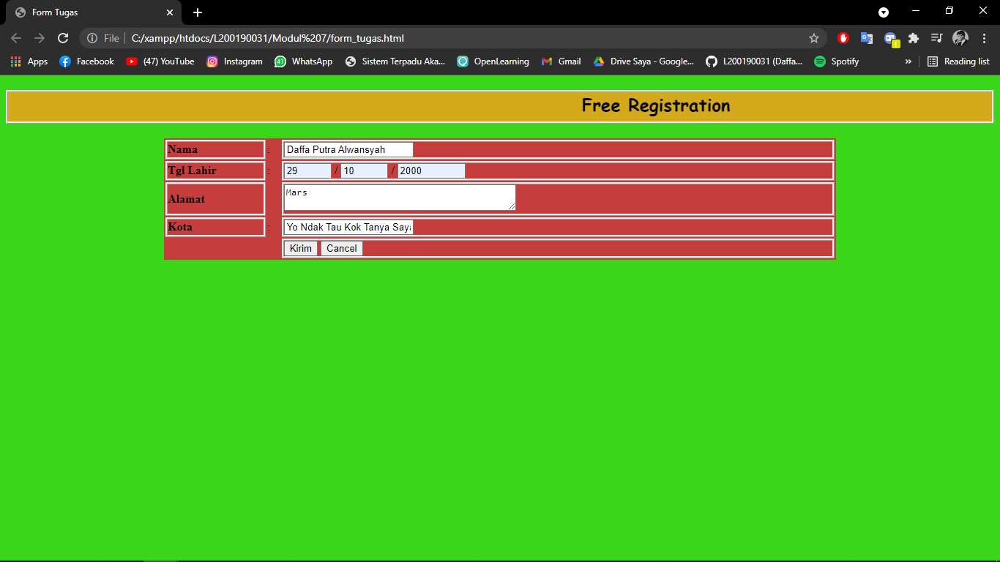 Form Tugas
File C:/xampp/htdocs/L200190031/Modul%207/form_tugas.html
Apps Facebook (47) YouTube Instagram 41 WhatsApp Sistem Terpadu Aka... OpenLearning Gmail Drive Saya - Google... L200190031 (Daffa... Spotify » Reading list
Free Registration
Nama : Daffa Putra Alwansyah
Tgl Lahir : 29 / 10 / 2000
Alamat Mars
Kota : Yo Ndak Tau Kok Tanya Saya
Kirim Cancel